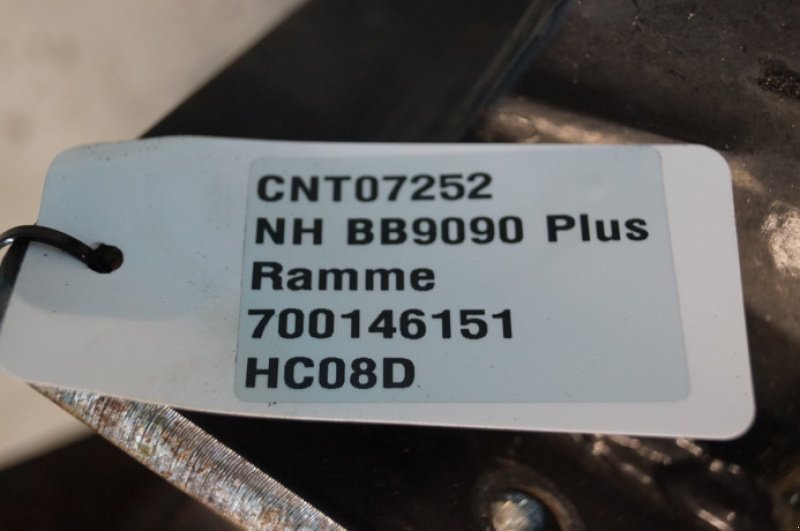 CNT07252
NH BB9090 Plus
Ramme
700146151
HC08D